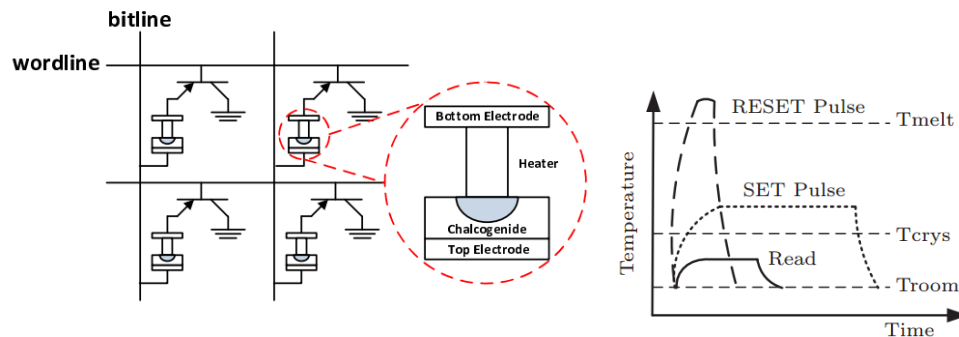 bitline
wordline
Bottom Electrode
Heater
Chalcogenide
Top Electrode
RESET Pulse
Tmelt
SET Pulse
Tcrys
Read
Troom
Temperature
Time